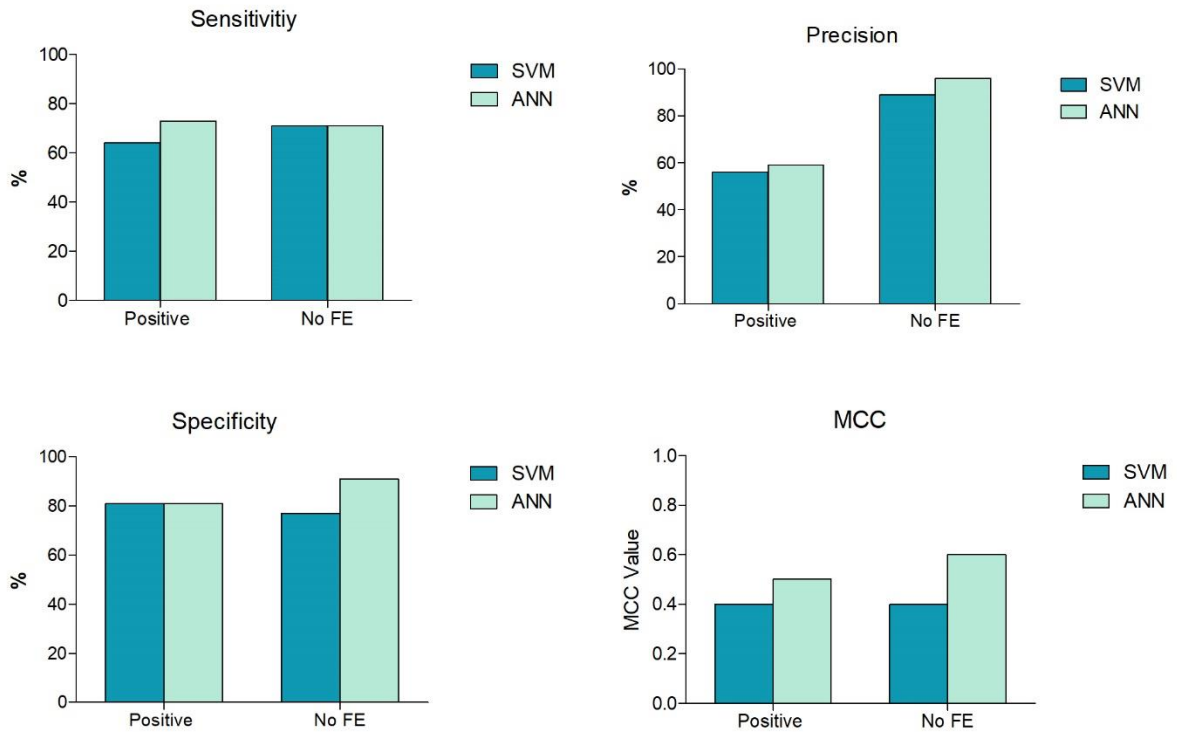 Sensitivitiy
100
80
60
40
20
0
%
Positive
No FE
SVM
ANN
Precision
100
80
60
40
20
0
%
Positive
No FE
SVM
ANN
Specificity
100
80
60
40
20
0
%
Positive
No FE
SVM
ANN
MCC
1.0
0.8
0.6
0.4
0.2
0.0
MCC Value
Positive
No FE
SVM
ANN